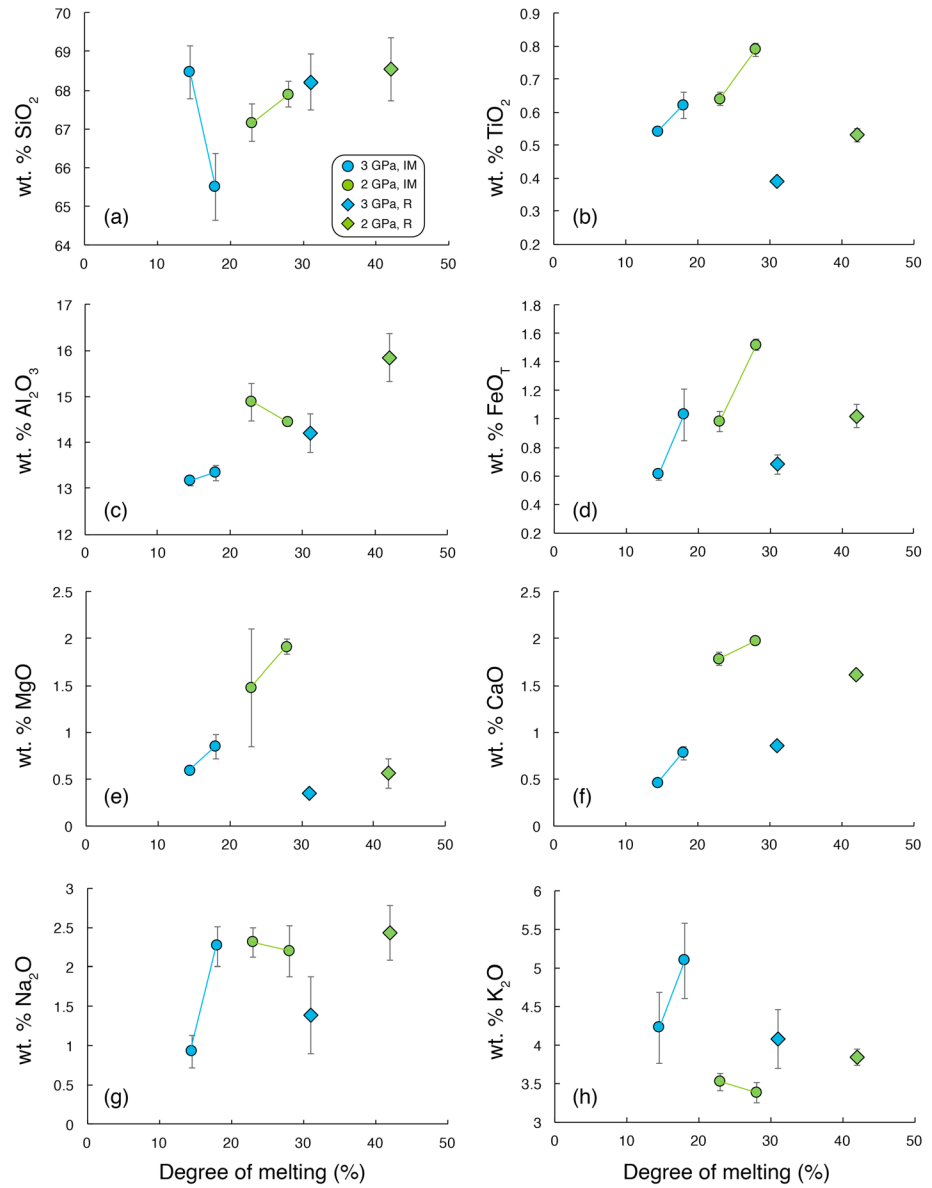 wt. % SiO2
69
68
67
66
65
64
(a)
3 GPa, IM
2 GPa, IM
3 GPa, R
2 GPa, R
0 10 20 30 40 50
wt. % TiO2
0.8
0.7
0.6
0.5
0.4
0.3
0.2
(b)
0 10 20 30 40 50
wt. % Al2O3
17
16
15
14
13
12
(c)
0 10 20 30 40 50
wt. % FeOT
1.8
1.6
1.4
1.2
1
0.8
0.6
0.4
0.2
(d)
0 10 20 30 40 50
wt. % MgO
2.5
2
1.5
1
0.5
0
(e)
0 10 20 30 40 50
wt. % CaO
2.5
2
1.5
1
0.5
0
(f)
0 10 20 30 40 50
wt. % Na2O
3
2.5
2
1.5
1
0.5
0
(g)
0 10 20 30 40 50
Degree of melting (%)
wt. % K2O
6
5.5
5
4.5
4
3.5
3
(h)
0 10 20 30 40 50
Degree of melting (%)